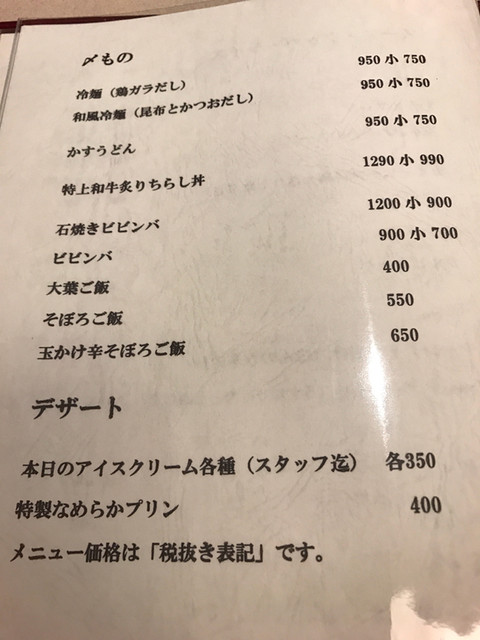 〆もの
冷麺（鶏ガラだし） 950 小 750
和風冷麺（昆布とかつおだし） 950 小 750
かすうどん 950 小 750
特上和牛炙りちらし丼 1290 小 990
石焼きビビンバ 1200 小 900
ビビンバ 900 小 700
大葉ご飯 400
そぼろご飯 550
玉かけ辛そぼろご飯 650
デザート
本日のアイスクリーム各種（スタッフ迄） 各350
特製なめらかプリン 400
メニュー価格は「税抜き表記」です。